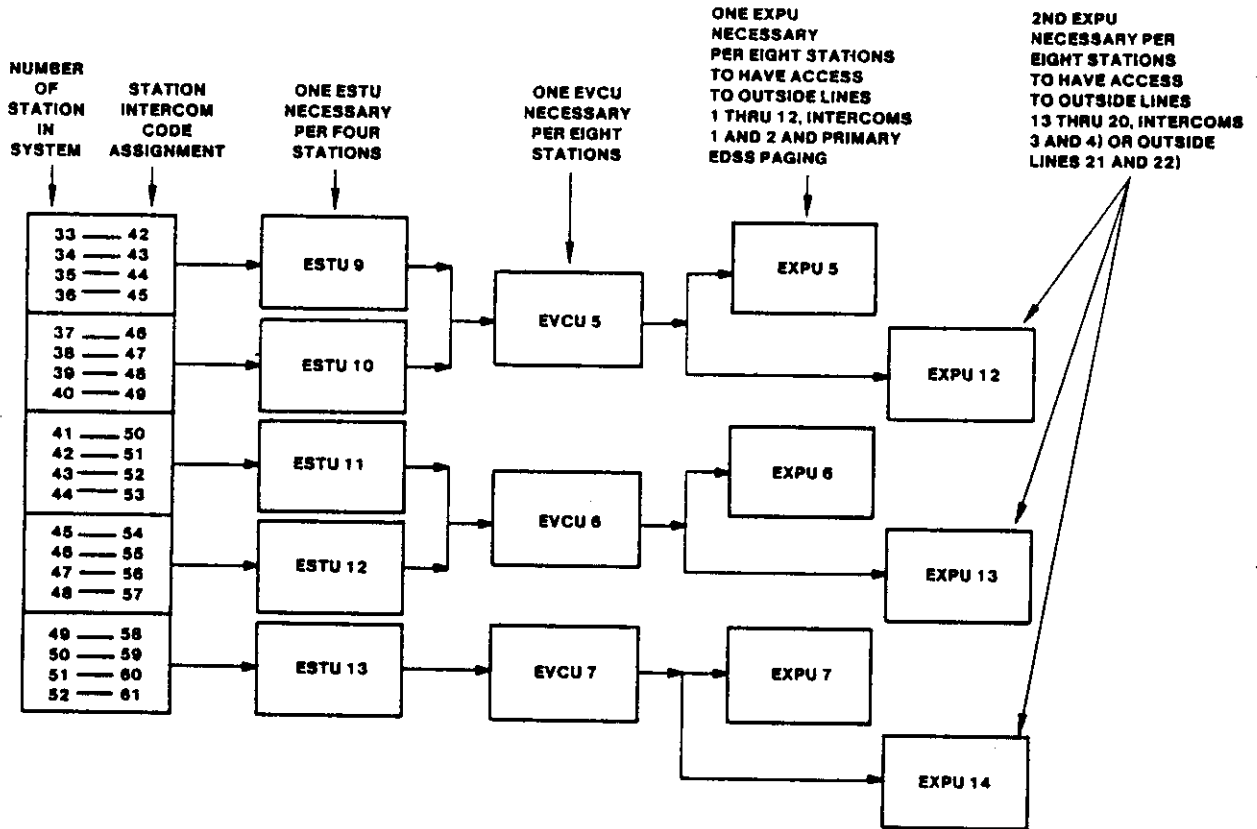 NUMBER
OF
STATION
IN
SYSTEM
STATION
INTERCOM
CODE
ASSIGNMENT
ONE ESTU
NECESSARY
PER FOUR
STATIONS
ONE EVCU
NECESSARY
PER EIGHT
STATIONS
ONE EXPU
NECESSARY
PER EIGHT STATIONS
TO HAVE ACCESS
TO OUTSIDE LINES
1 THRU 12, INTERCOMS
1 AND 2 AND PRIMARY
EDSS PAGING
2ND EXPU
NECESSARY PER
EIGHT STATIONS
TO HAVE ACCESS
TO OUTSIDE LINES
13 THRU 20, INTERCOMS
3 AND 4) OR OUTSIDE
LINES 21 AND 22)
33 — 42
34 — 43
35 — 44
36 — 45
ESTU 9
EXPU 5
EVCU 5
37 — 46
38 — 47
39 — 48
40 — 49
ESTU 10
EXPU 12
41 — 50
42 — 51
43 — 52
44 — 53
ESTU 11
EXPU 6
EVCU 6
45 — 54
46 — 55
47 — 56
48 — 57
ESTU 12
EXPU 13
49 — 58
50 — 59
51 — 60
52 — 61
ESTU 13
EVCU 7
EXPU 7
EXPU 14